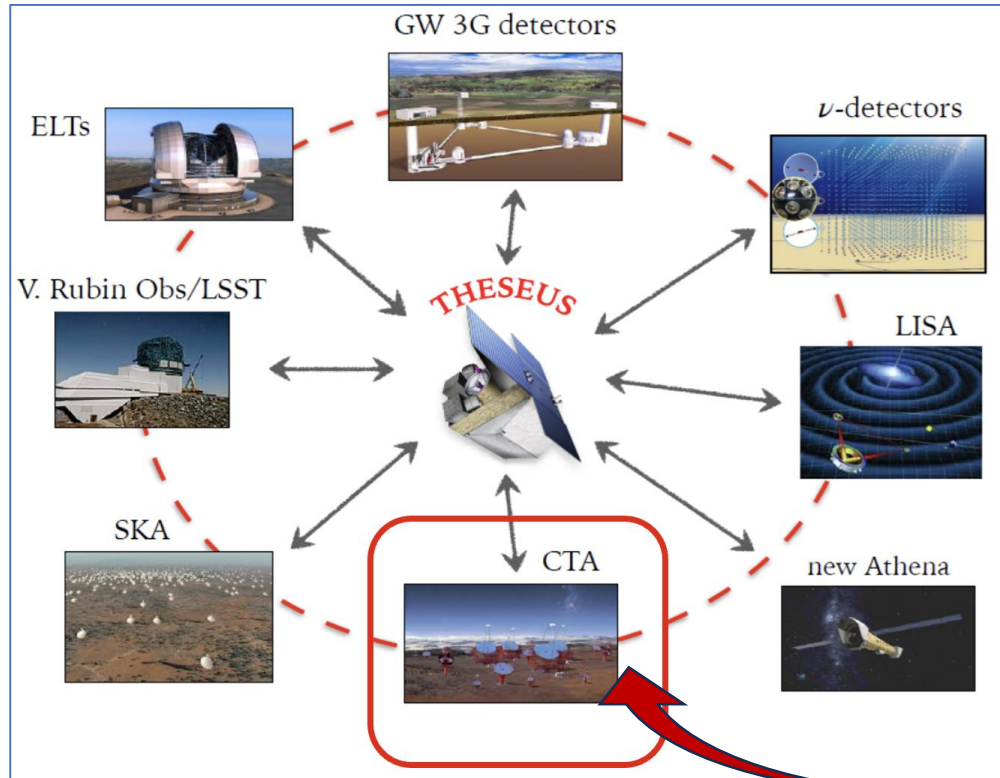 GW 3G detectors
ELTs
ν-detectors
V. Rubin Obs/LSST
THESEUS
LISA
SKA
CTA
new Athena